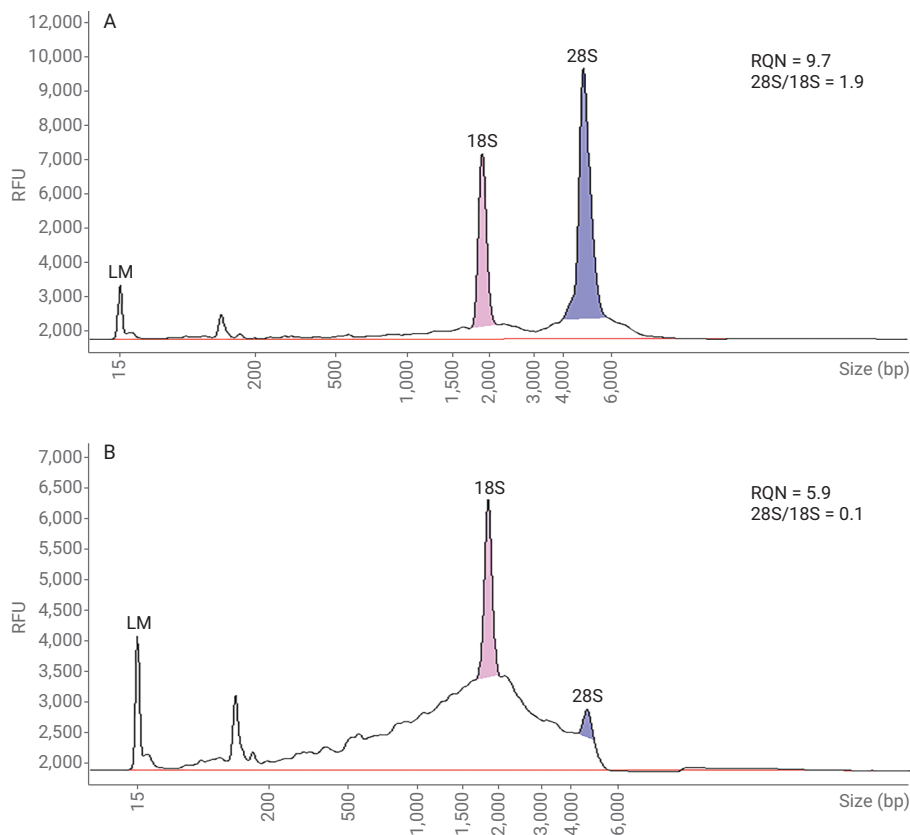 A
12,000
10,000
9,000
8,000
7,000
6,000
2,000
4,000
3,000
2,000
RFU
LM
18S
28S
RQN = 9.7
28S/18S = 1.9
15
200
500
1,000
1,500
2,000
3,000
4,000
6,000
Size (bp)
B
7,000
6,500
6,000
5,500
5,000
4,500
4,000
3,500
3,000
2,500
2,000
RFU
LM
18S
28S
RQN = 5.9
28S/18S = 0.1
15
200
500
1,000
1,500
2,000
3,000
4,000
6,000
Size (bp)